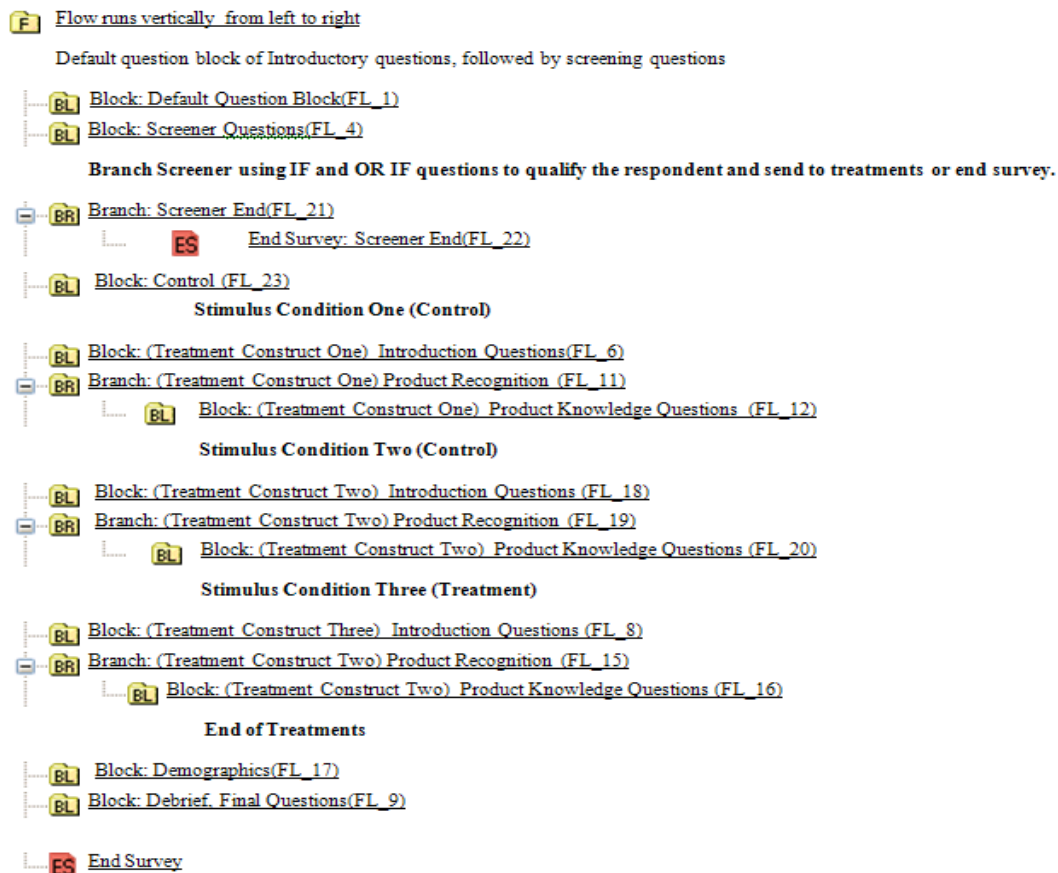 F Flow runs vertically from left to right
Default question block of Introductory questions, followed by screening questions
BL Block: Default Question Block(FL_1)
BL Block: Screener Questions(FL_4)
Branch Screener using IF and OR IF questions to qualify the respondent and send to treatments or end survey.
BR Branch: Screener End(FL_21)
ES End Survey: Screener End(FL_22)
BL Block: Control (FL_23)
Stimulus Condition One (Control)
BL Block: (Treatment Construct One) Introduction Questions(FL_6)
BR Branch: (Treatment Construct One) Product Recognition (FL_11)
BL Block: (Treatment Construct One) Product Knowledge Questions (FL_12)
Stimulus Condition Two (Control)
BL Block: (Treatment Construct Two) Introduction Questions (FL_18)
BR Branch: (Treatment Construct Two) Product Recognition (FL_19)
BL Block: (Treatment Construct Two) Product Knowledge Questions (FL_20)
Stimulus Condition Three (Treatment)
BL Block: (Treatment Construct Three) Introduction Questions (FL_8)
BR Branch: (Treatment Construct Two) Product Recognition (FL_15)
BL Block: (Treatment Construct Two) Product Knowledge Questions (FL_16)
End of Treatments
BL Block: Demographics(FL_17)
BL Block: Debrief, Final Questions(FL_9)
ES End Survey